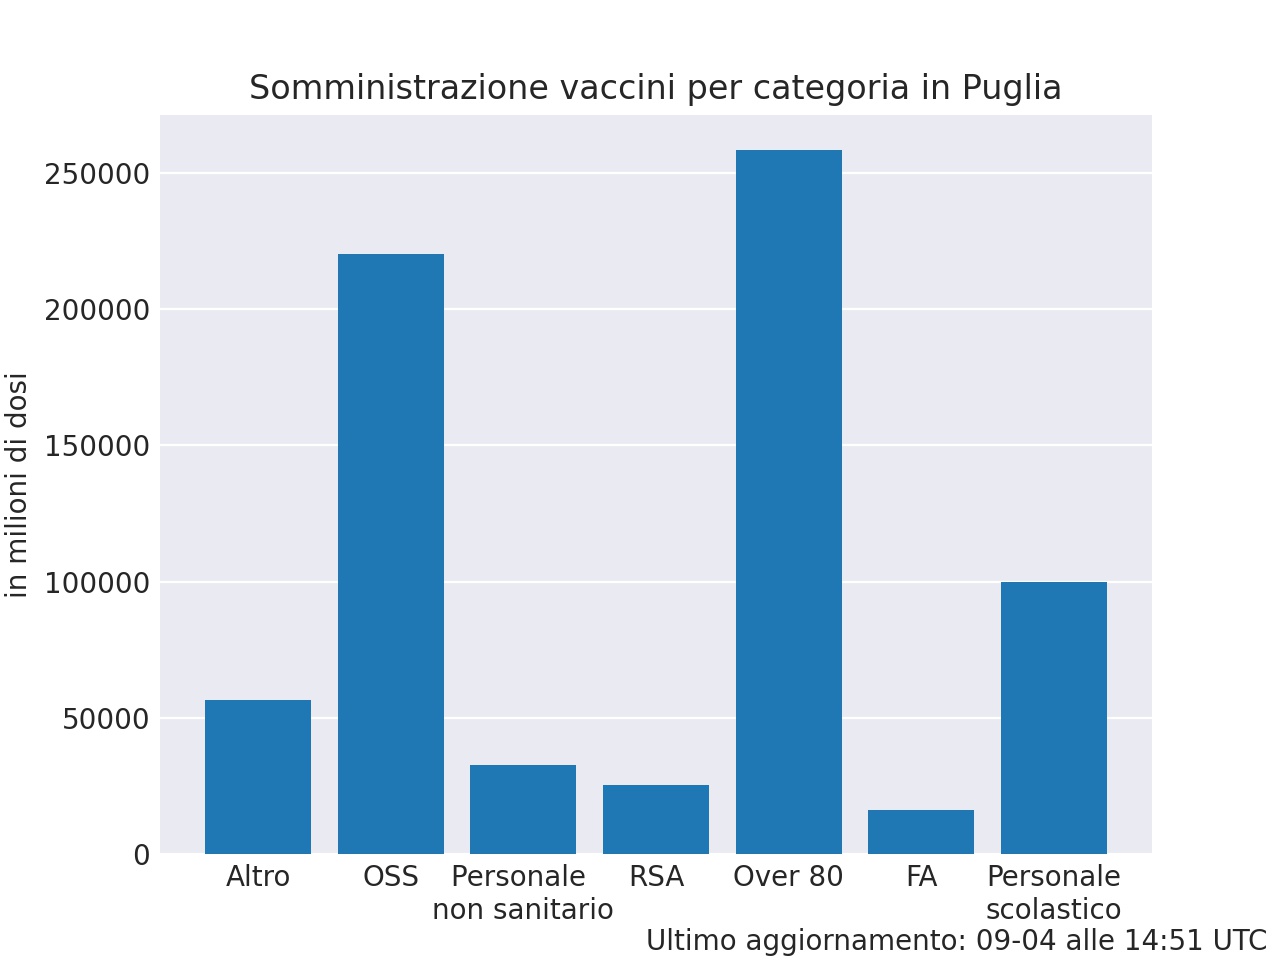 Somministrazione vaccini per categoria in Puglia
in milioni di dosi
250000
200000
150000
100000
50000
0
Altro
OSS
Personale
non sanitario
RSA
Over 80
FA
Personale
scolastico
Ultimo aggiornamento: 09-04 alle 14:51 UTC